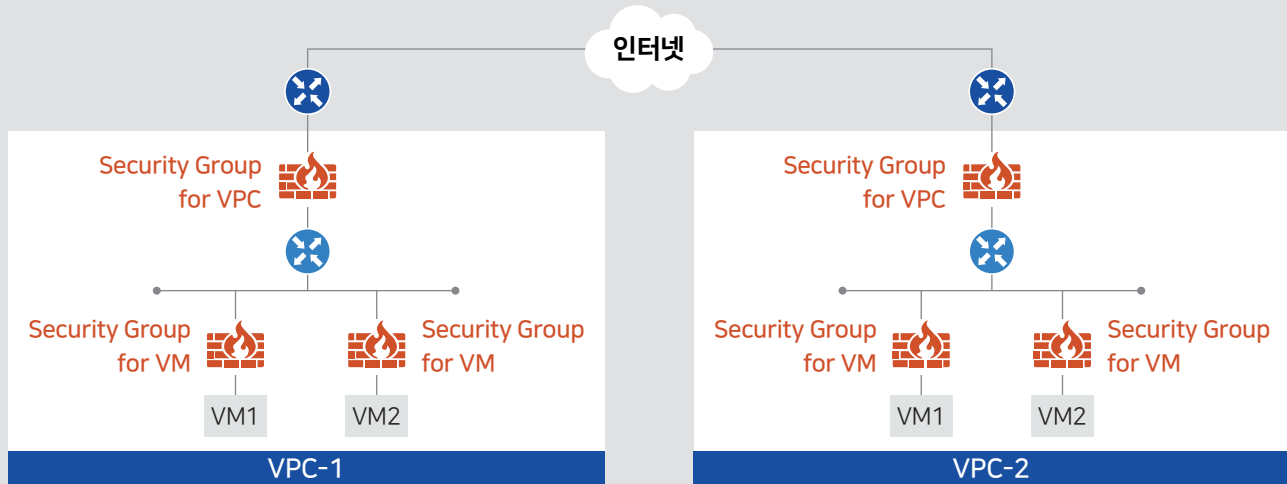 인터넷
Security Group
for VPC
Security Group
for VM
Security Group
for VM
VM1
VM2
VPC-1
Security Group
for VPC
Security Group
for VM
Security Group
for VM
VM1
VM2
VPC-2